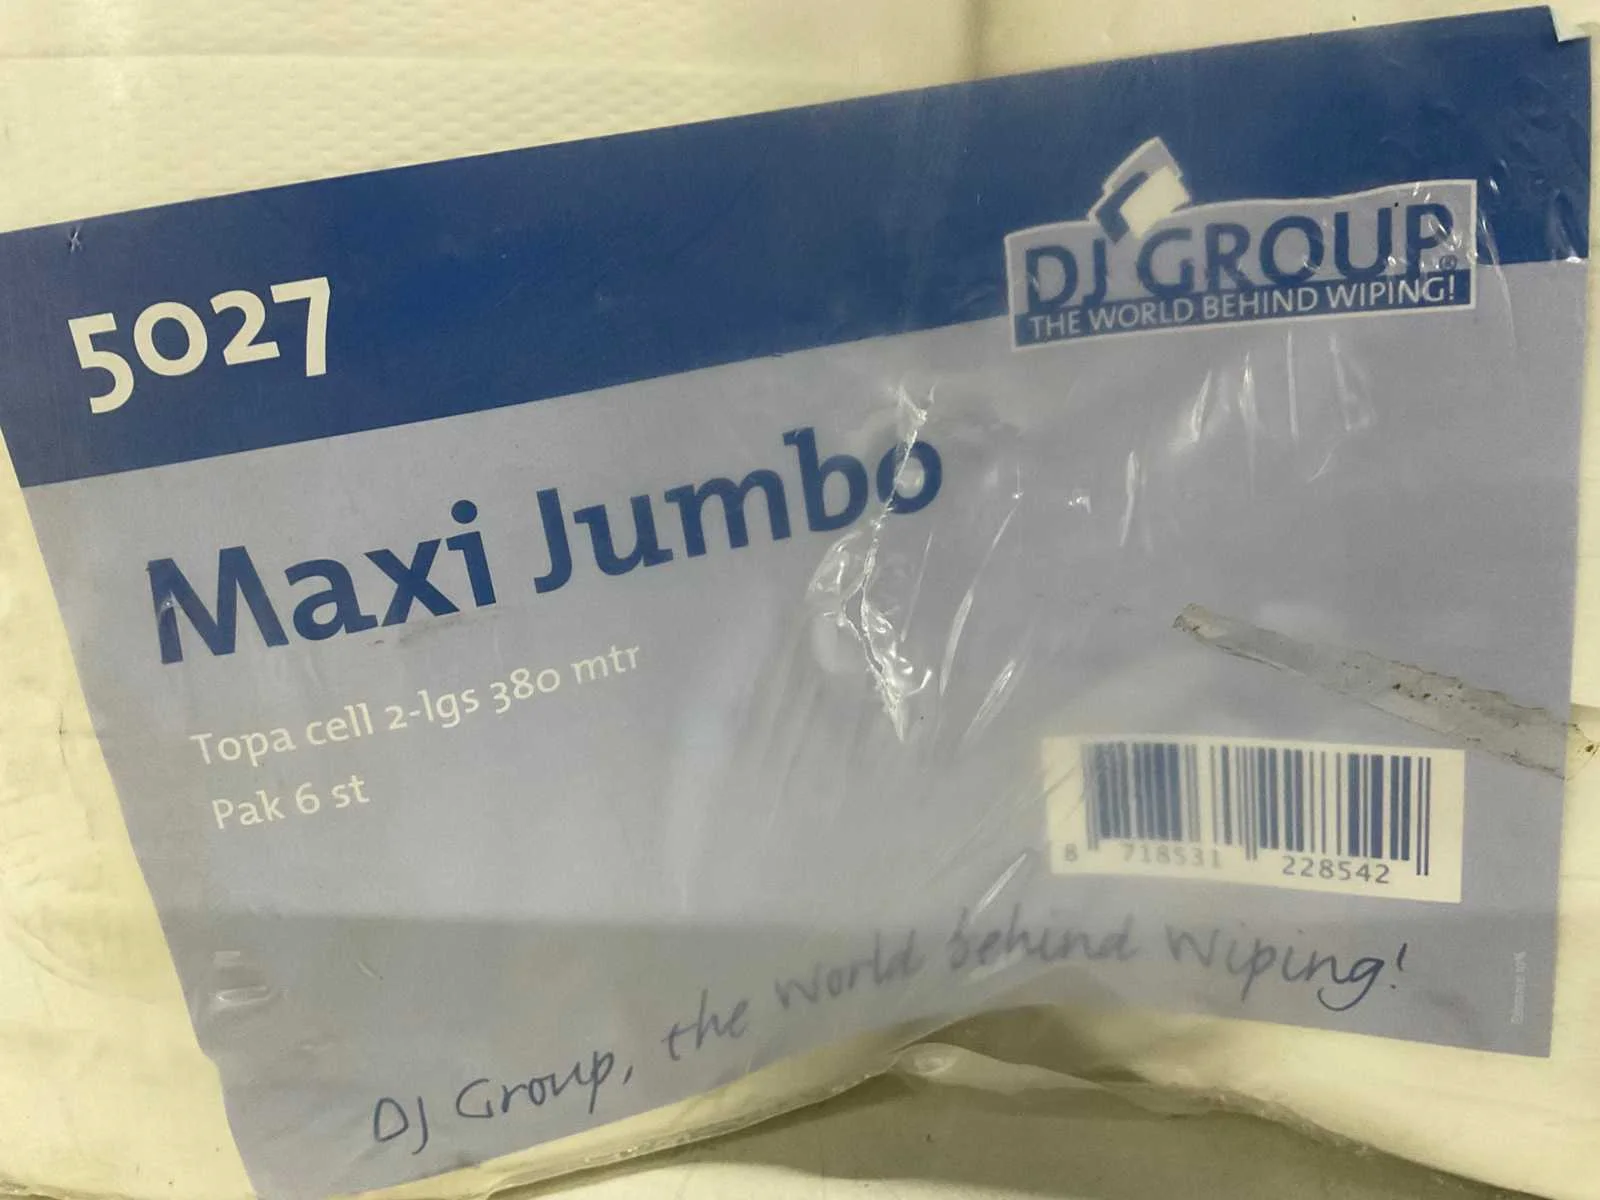 5027
DJ GROUP®
THE WORLD BEHIND WIPING!
Maxi Jumbo
Topa cell 2-lgs 380 mtr
Pak 6 st
8 718531 228542
DJ Group, the world behind wiping!